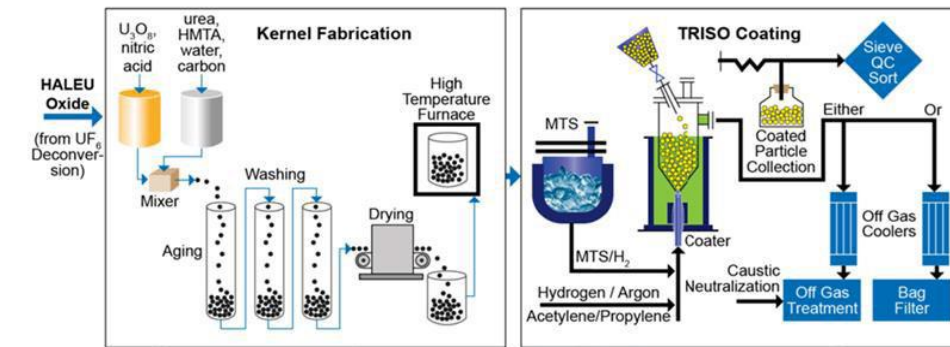 HALEU
Oxide
(from UF6
Deconver-
sion)
Kernel Fabrication
U3O8,
nitric
acid
urea,
HMTA,
water,
carbon
Mixer
Aging
Washing
Drying
High
Temperature
Furnace
TRISO Coating
MTS
MTS/H2
Hydrogen / Argon
Acetylene/Propylene
Coater
Coated
Particle
Collection
Sieve
QC
Sort
Either
Or
Off Gas
Coolers
Caustic
Neutralization
Off Gas
Treatment
Bag
Filter